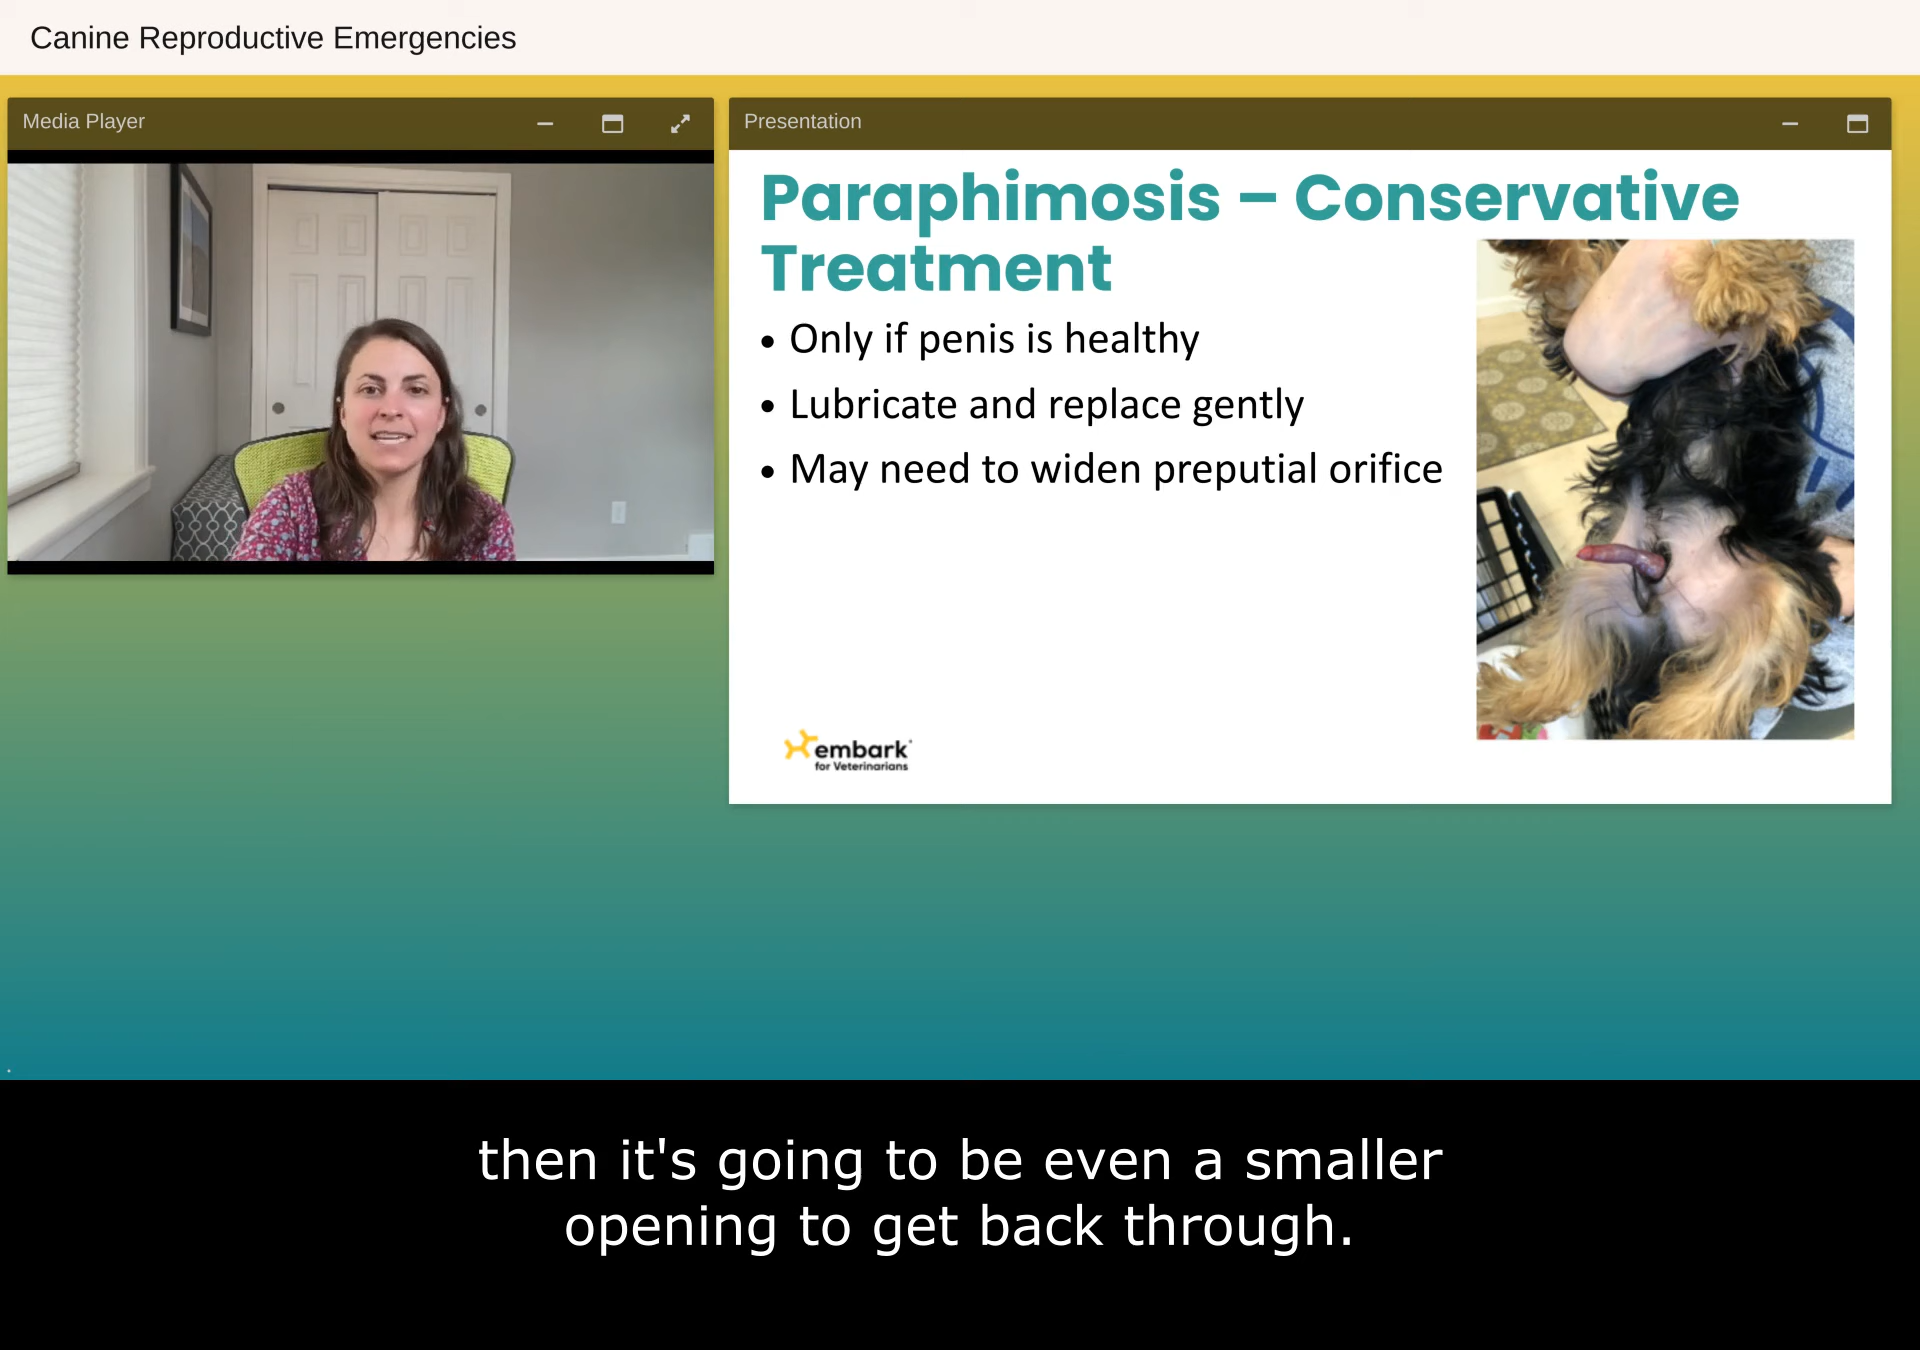 Canine Reproductive Emergencies
Media Player
Presentation
Paraphimosis – Conservative
Treatment
• Only if penis is healthy
• Lubricate and replace gently
• May need to widen preputial orifice
embark
for Veterinarians
then it's going to be even a smaller
opening to get back through.